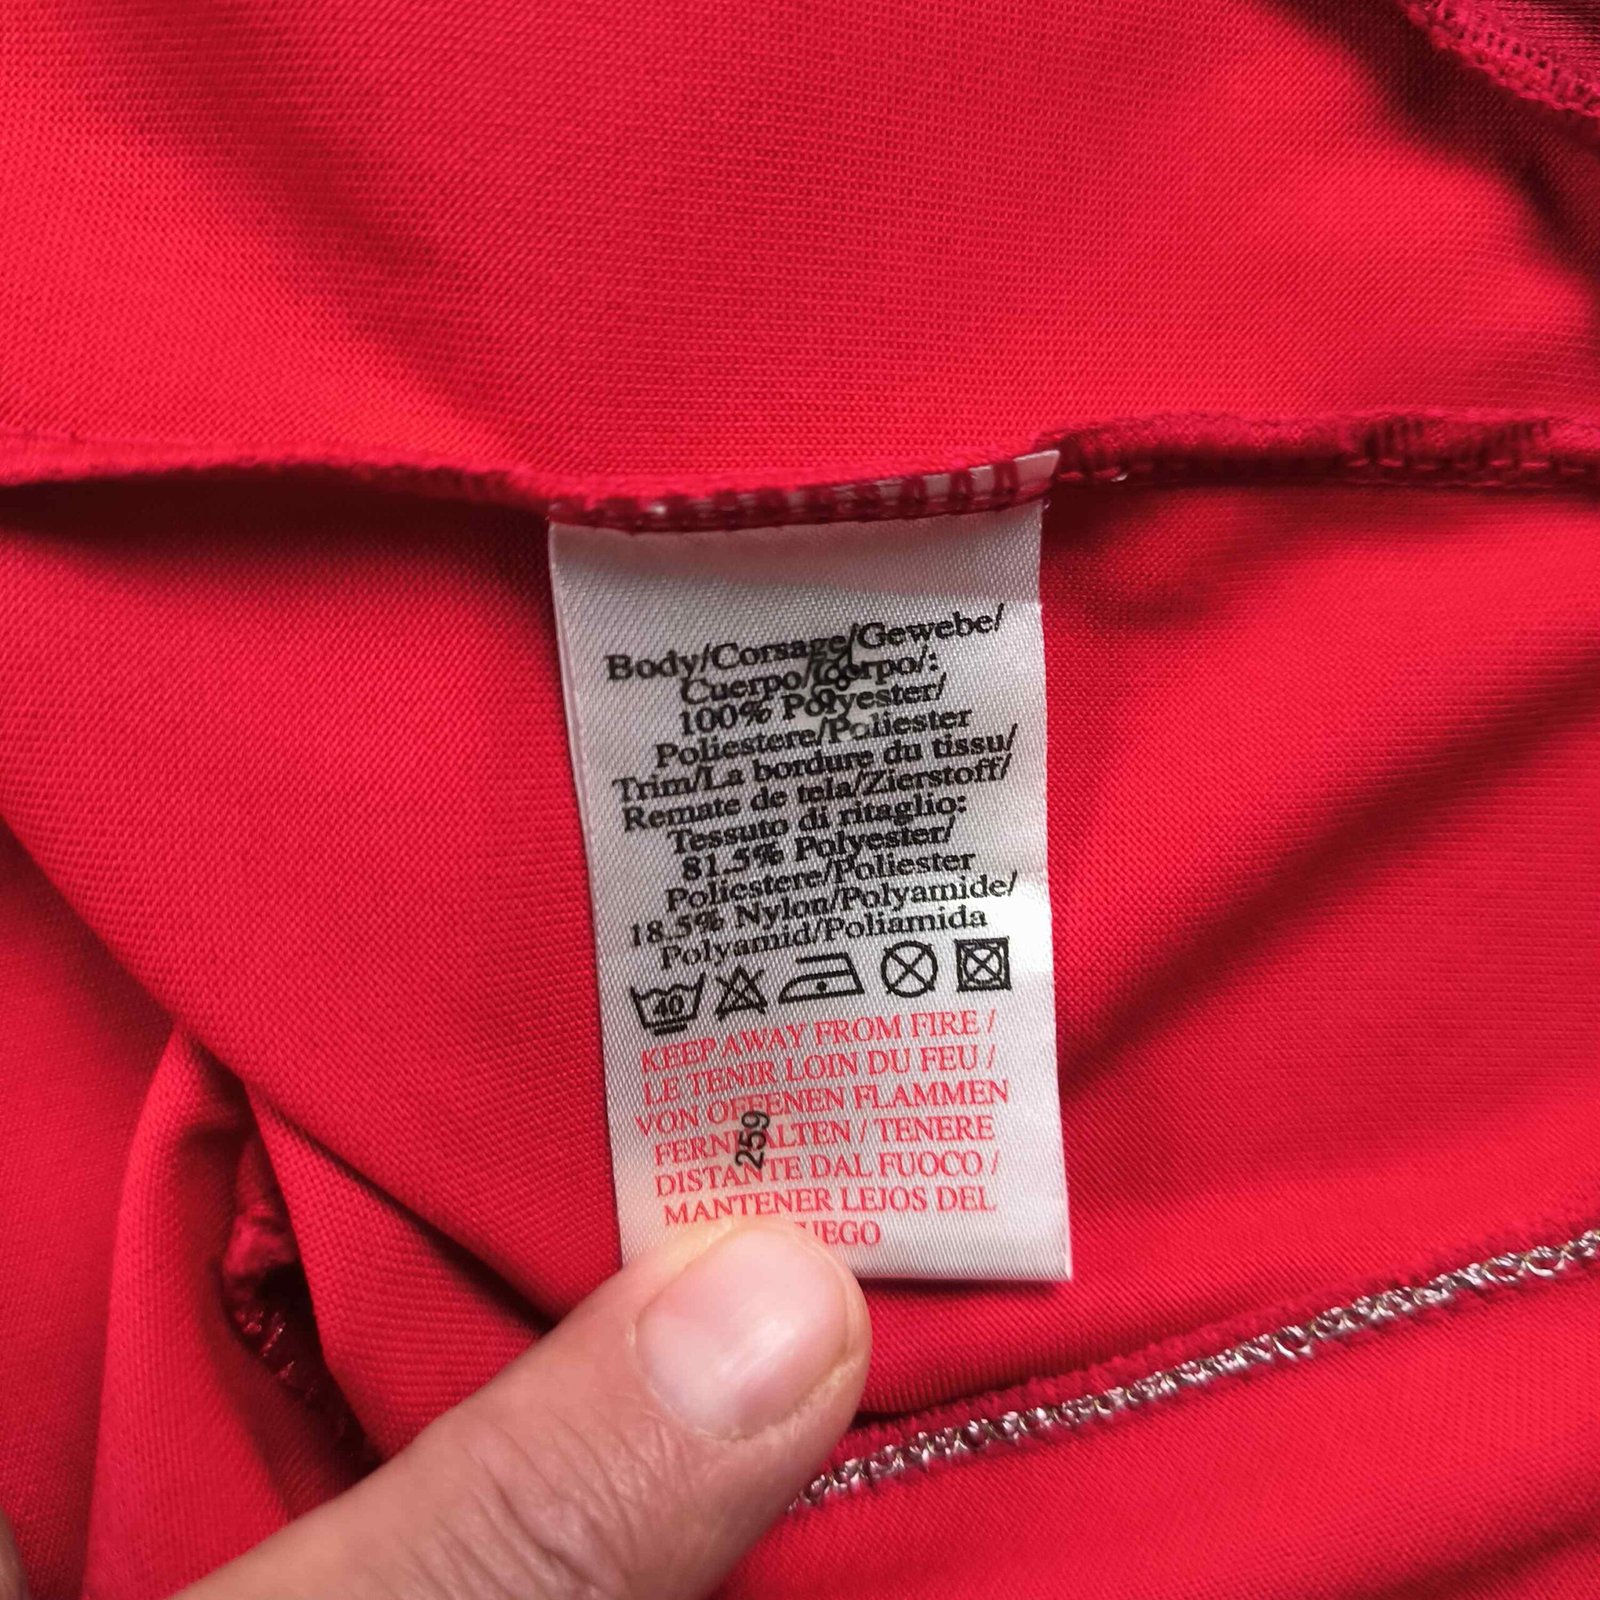 Body/Corsage/Gewebe/
Cuerpo/Corpo/:
100% Polyester/
Poliestere/Poliester
Trim/La bordure du tissu/
Remate de tela/Zierstoff/
Tessuto di ritaglio:
81.5% Polyester/
Poliestere/Poliester
18.5% Nylon/Polyamide/
Polyamid/Poliamida
40
KEEP AWAY FROM FIRE /
LE TENIR LOIN DU FEU /
VON OFFENEN FLAMMEN
FERNHALTEN / TENERE
DISTANTE DAL FUOCO /
MANTENER LEJOS DEL
UEGO
259